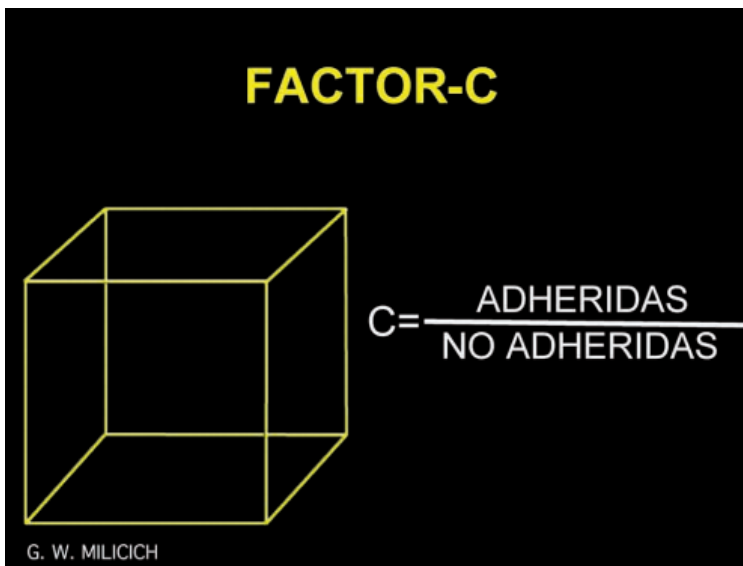 FACTOR-C
C=
ADHERIDAS
NO ADHERIDAS
G. W. MILICICH